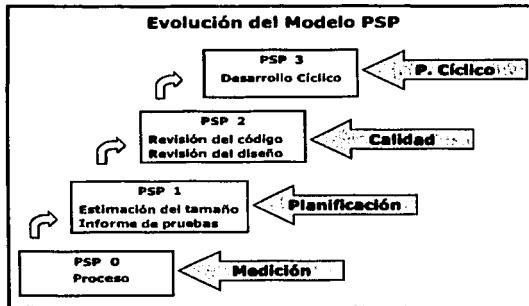 Evolución del Modelo PSP
PSP 3
Desarrollo Cíclico
P. Cíclico
PSP 2
Revisión del código
Revisión del diseño
Calidad
PSP 1
Estimación del tamaño
Informe de pruebas
Planificación
PSP 0
Proceso
Medición